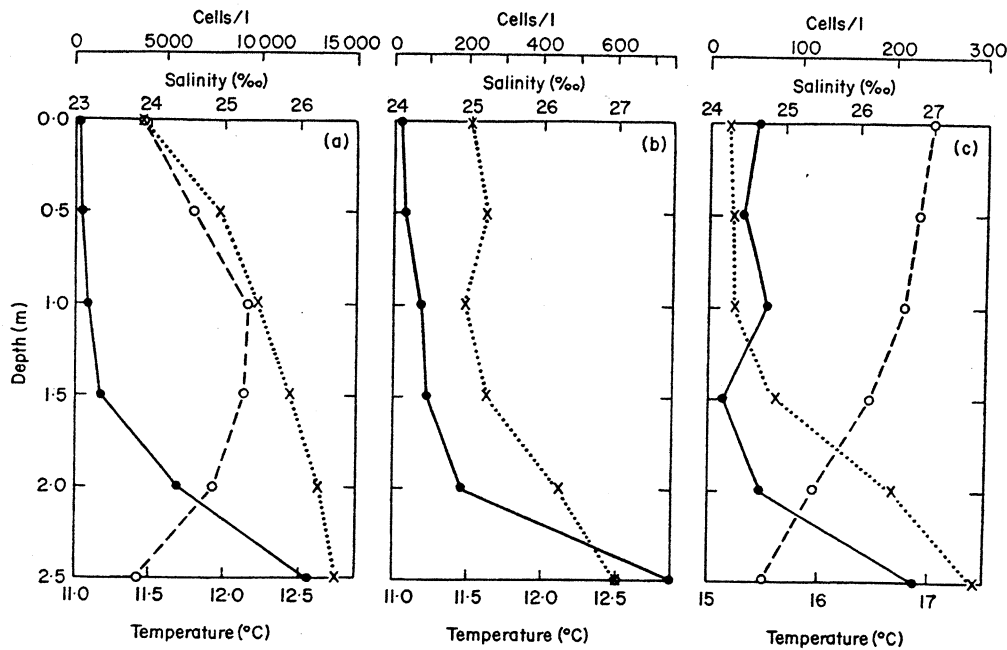 Cells/l
0 5000 10 000 15 000
Salinity (‰)
23 24 25 26
(a)
Cells/l
0 200 400 600
Salinity (‰)
24 25 26 27
(b)
Cells/l
0 100 200 300
Salinity (‰)
24 25 26 27
(c)
Depth (m)
0·0
0·5
1·0
1·5
2·0
2·5
11·0 11·5 12·0 12·5
Temperature (°C)
11·0 11·5 12·0 12·5
Temperature (°C)
15 16 17
Temperature (°C)